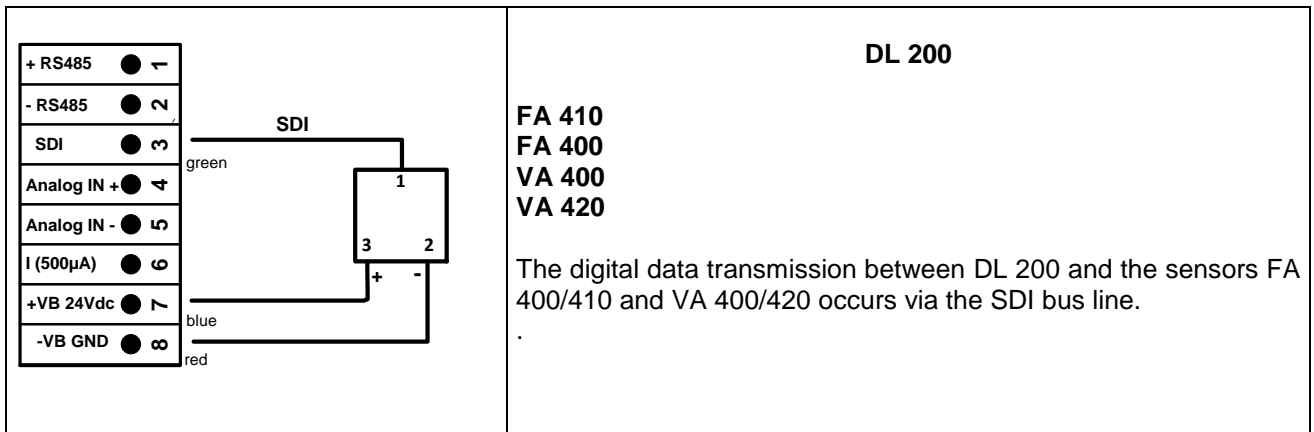 + RS485 1
- RS485 2
SDI 3
Analog IN + 4
Analog IN - 5
I (500µA) 6
+VB 24Vdc 7
-VB GND 8
SDI
green
blue
red
1
3 2
+ -
DL 200
FA 410
FA 400
VA 400
VA 420
The digital data transmission between DL 200 and the sensors FA
400/410 and VA 400/420 occurs via the SDI bus line.
.